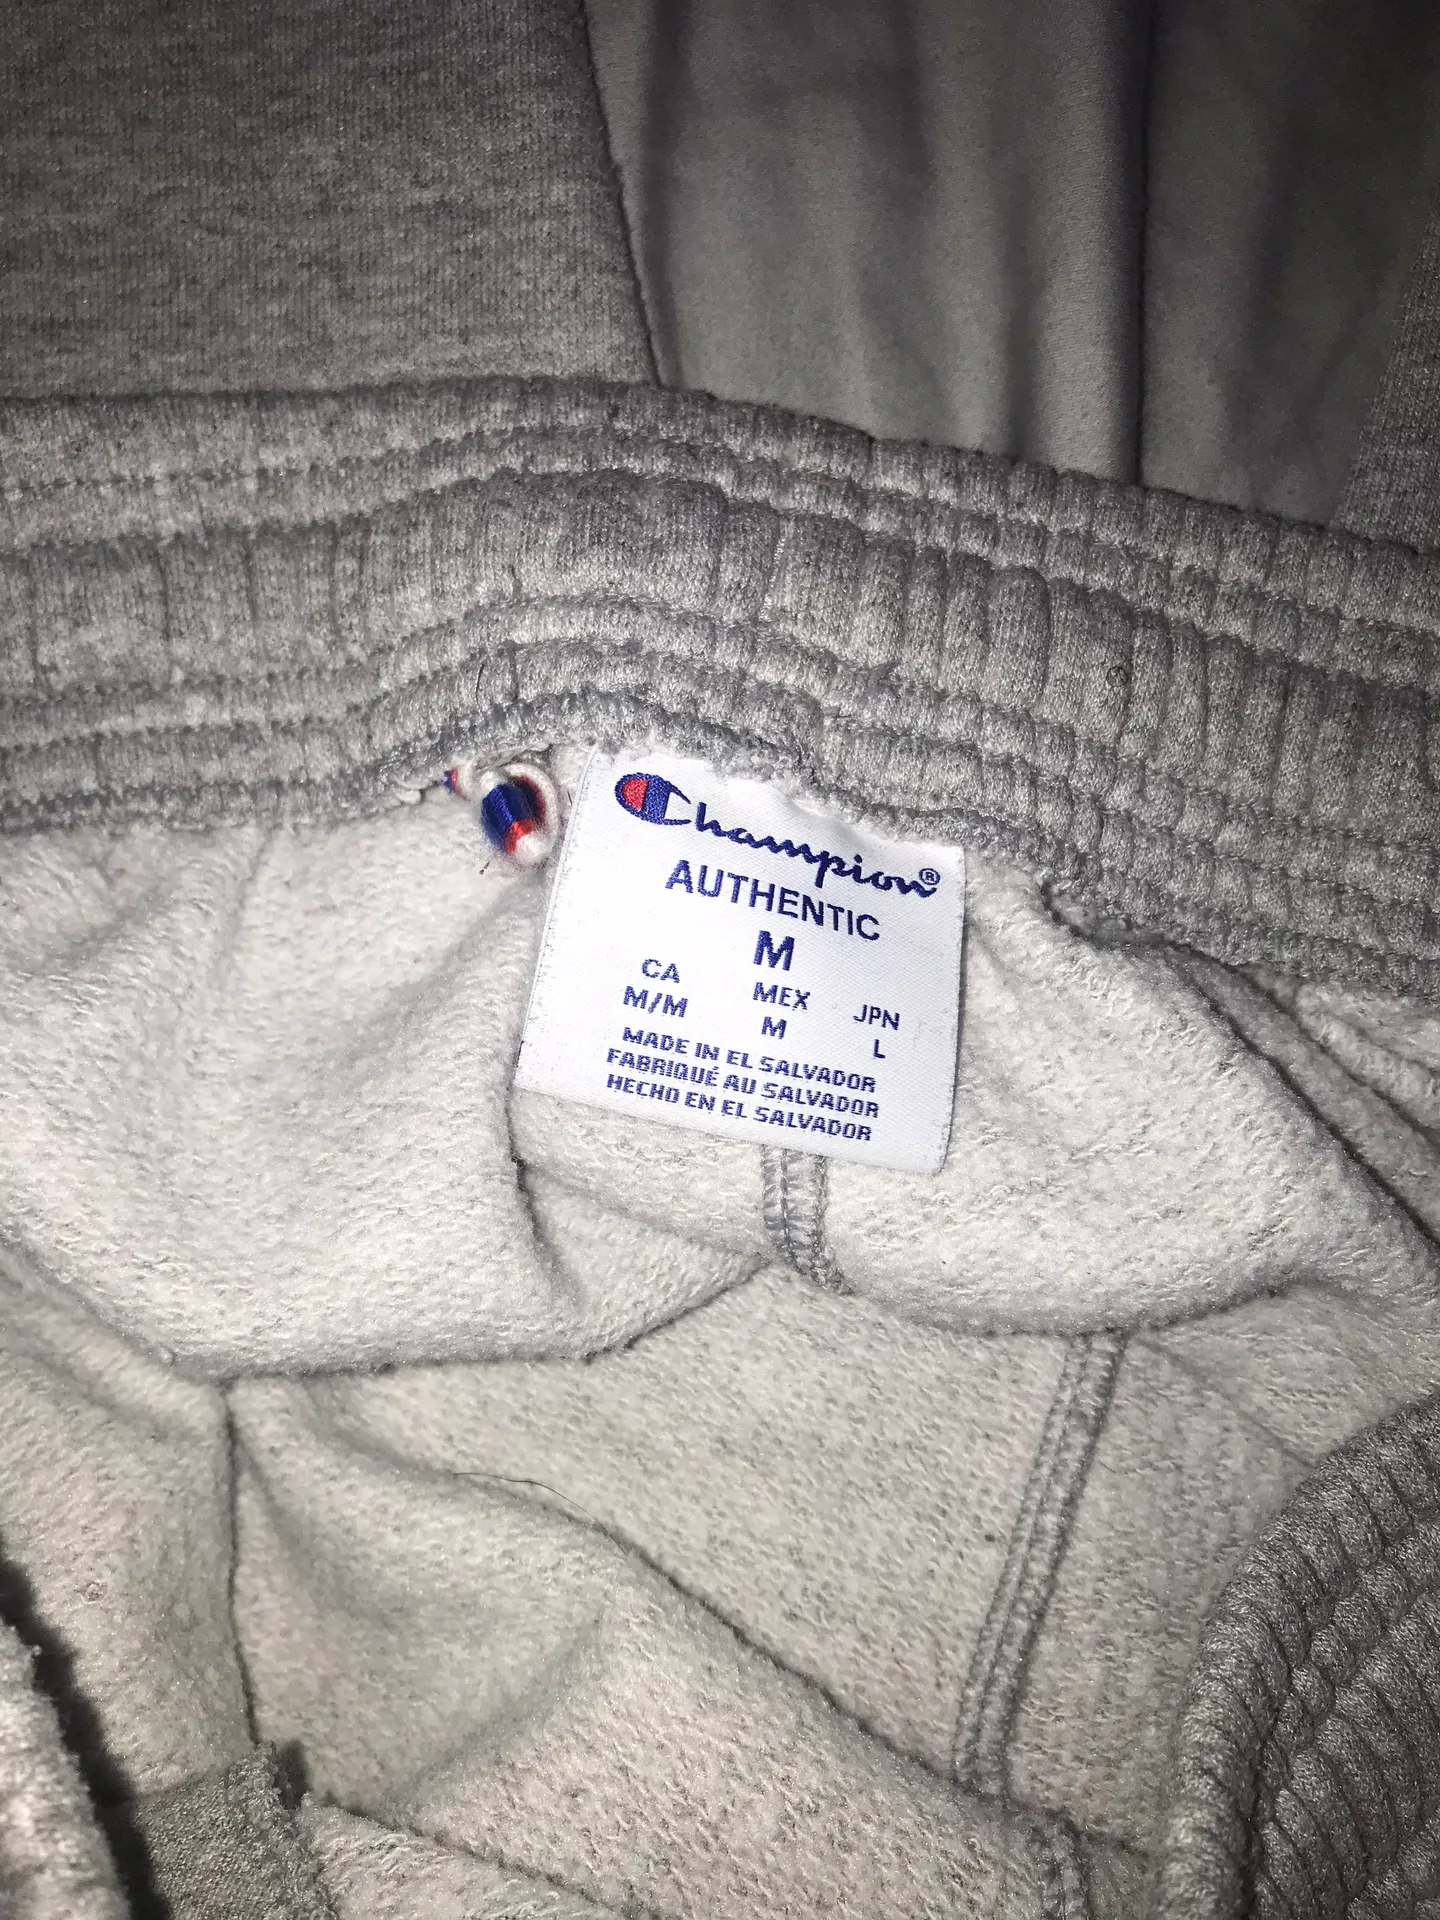 Champion®
AUTHENTIC
M
CA MEX JPN
M/M M L
MADE IN EL SALVADOR
FABRIQUÉ AU SALVADOR
HECHO EN EL SALVADOR